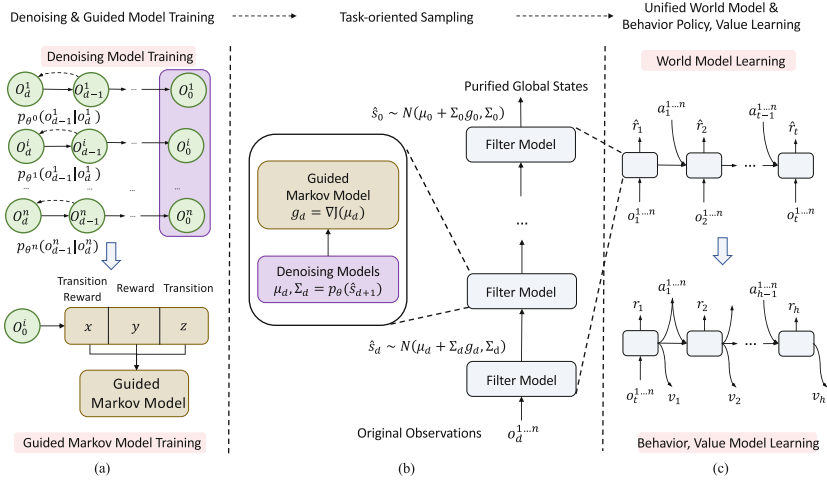 Denoising & Guided Model Training
Task-oriented Sampling
Unified World Model &
Behavior Policy, Value Learning
Denoising Model Training
O_d^1
O_{d-1}^1
...
O_0^1
p_{θ^0}(o_{d-1}^1|o_d^1)
O_d^i
O_{d-1}^i
...
O_0^i
p_{θ^1}(o_{d-1}^i|o_d^i)
... ... ...
O_d^n
O_{d-1}^n
...
O_0^n
p_{θ^n}(o_{d-1}^n|o_d^n)
Transition
Reward
Reward
Transition
O_0^i
x
y
z
Guided
Markov Model
Guided Markov Model Training
(a)
Purified Global States
ŝ_0 ~ N(μ_0 + Σ_0 g_0, Σ_0)
Filter Model
...
Guided
Markov Model
g_d = ∇J(μ_d)
Denoising Models
μ_d, Σ_d = p_θ(ŝ_{d+1})
Filter Model
ŝ_d ~ N(μ_d + Σ_d g_d, Σ_d)
Filter Model
Original Observations
o_d^{1...n}
(b)
World Model Learning
r̂_1
a_1^{1...n}
r̂_2
a_{t-1}^{1...n}
r̂_t
...
o_1^{1...n}
o_2^{1...n}
o_t^{1...n}
r_1
a_1^{1...n}
r_2
a_{h-1}^{1...n}
r_h
...
o_t^{1...n}
v_1
v_2
v_h
Behavior, Value Model Learning
(c)